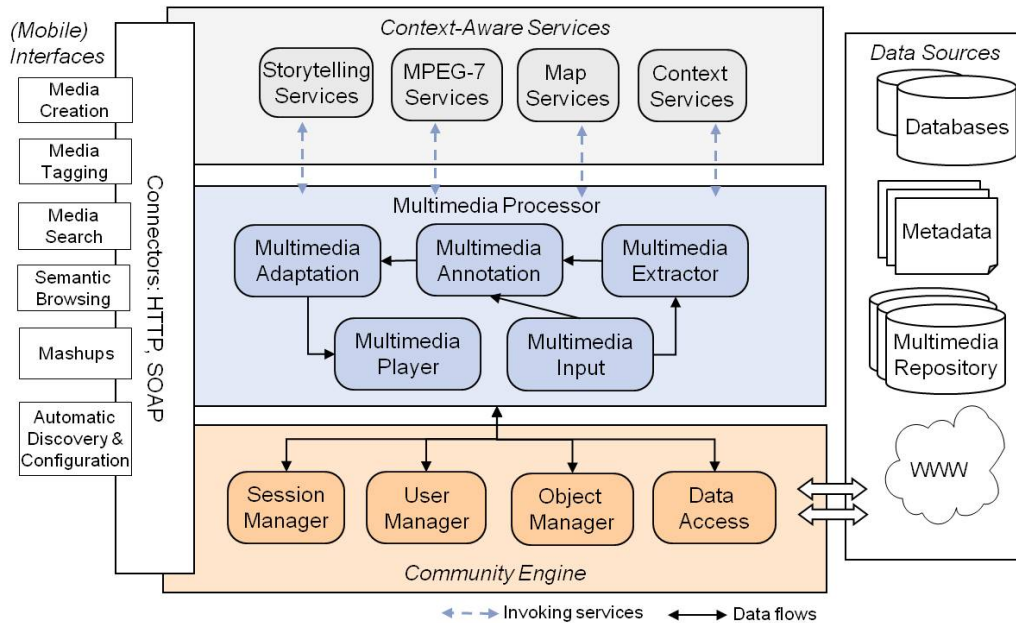 (Mobile)
Interfaces
Media
Creation
Media
Tagging
Media
Search
Semantic
Browsing
Mashups
Automatic
Discovery &
Configuration
Connectors: HTTP, SOAP
Context-Aware Services
Storytelling
Services
MPEG-7
Services
Map
Services
Context
Services
Multimedia Processor
Multimedia
Adaptation
Multimedia
Annotation
Multimedia
Extractor
Multimedia
Player
Multimedia
Input
Session
Manager
User
Manager
Object
Manager
Data
Access
Community Engine
Data Sources
Databases
Metadata
Multimedia
Repository
WWW
Invoking services
Data flows